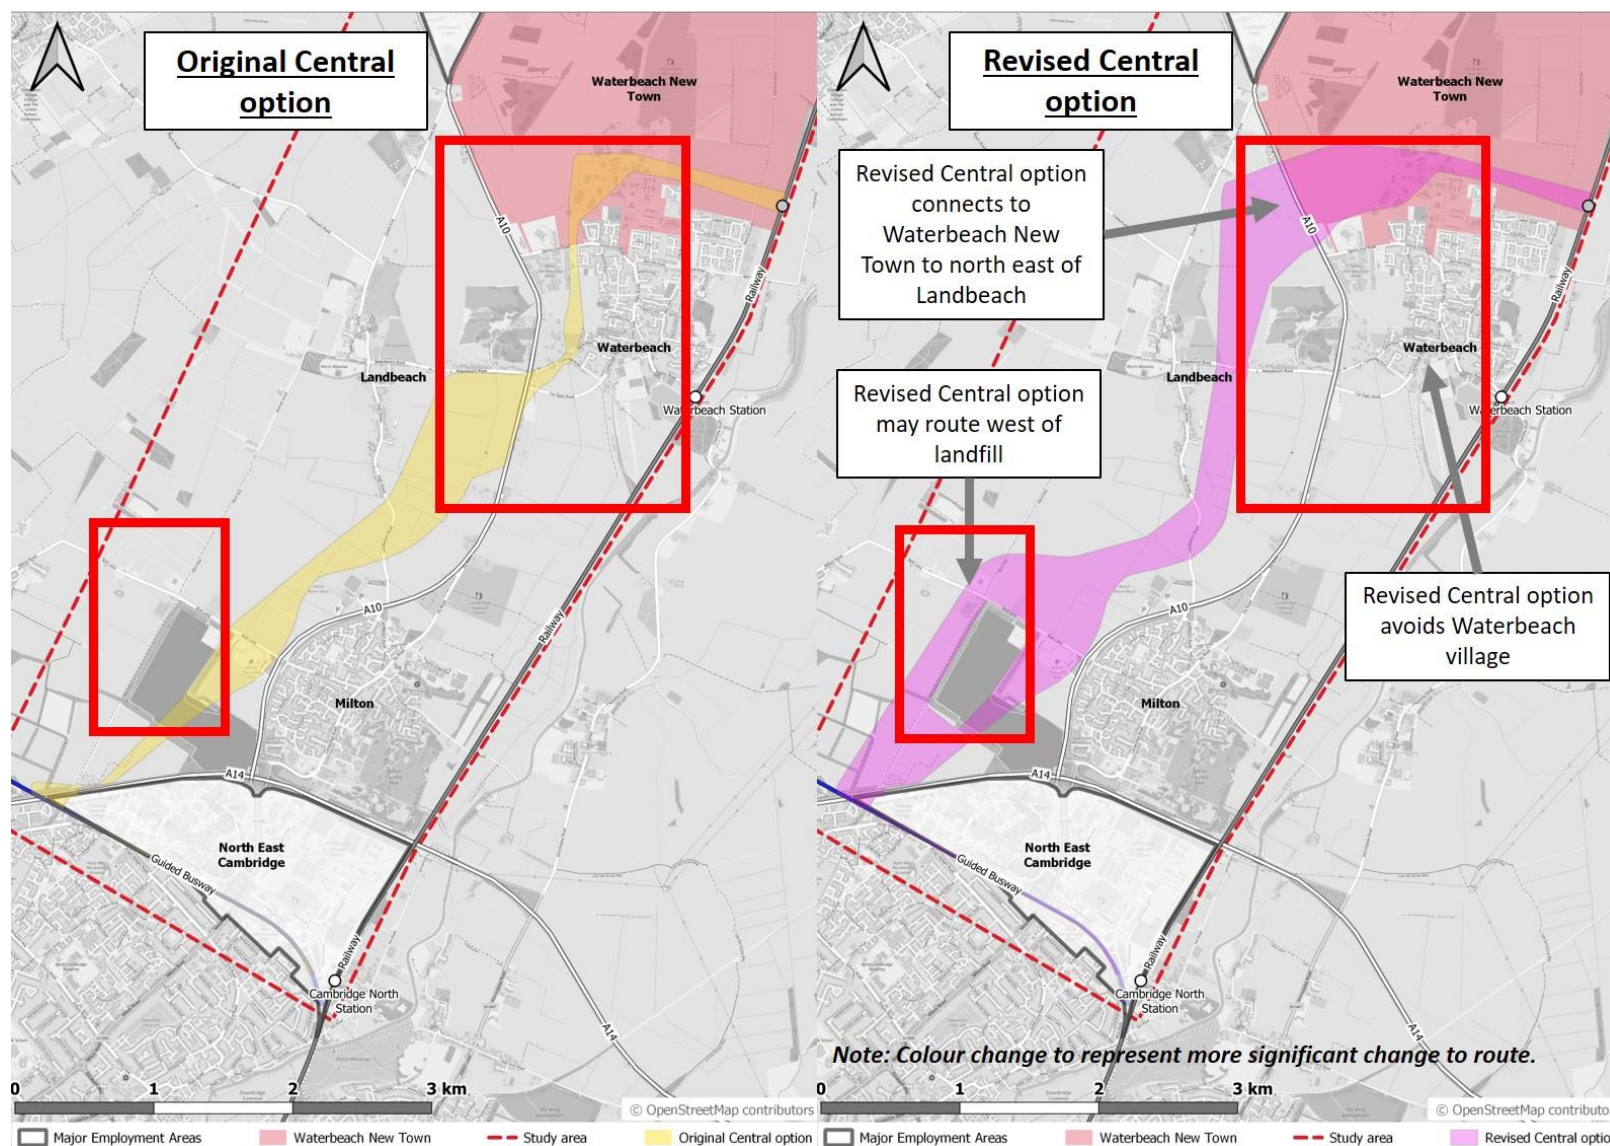 Original Central
option
Waterbeach New
Town
A10
Railway
Waterbeach
Landbeach
Waterbeach Station
A10
Railway
Milton
A14
North East
Cambridge
Guided Busway
Railway
Cambridge North
Station
A14
0 1 2 3 km
© OpenStreetMap contributors
Major Employment Areas Waterbeach New Town Study area Original Central option
Revised Central
option
Waterbeach New
Town
Revised Central option
connects to
Waterbeach New
Town to north east of
Landbeach
A10
Railway
Waterbeach
Landbeach
Revised Central option
may route west of
landfill
Waterbeach Station
A10
Railway
Revised Central option
avoids Waterbeach
village
Milton
A14
North East
Cambridge
Guided Busway
Railway
Cambridge North
Station
A14
Note: Colour change to represent more significant change to route.
0 1 2 3 km
© OpenStreetMap contributo
Major Employment Areas Waterbeach New Town Study area Revised Central optio